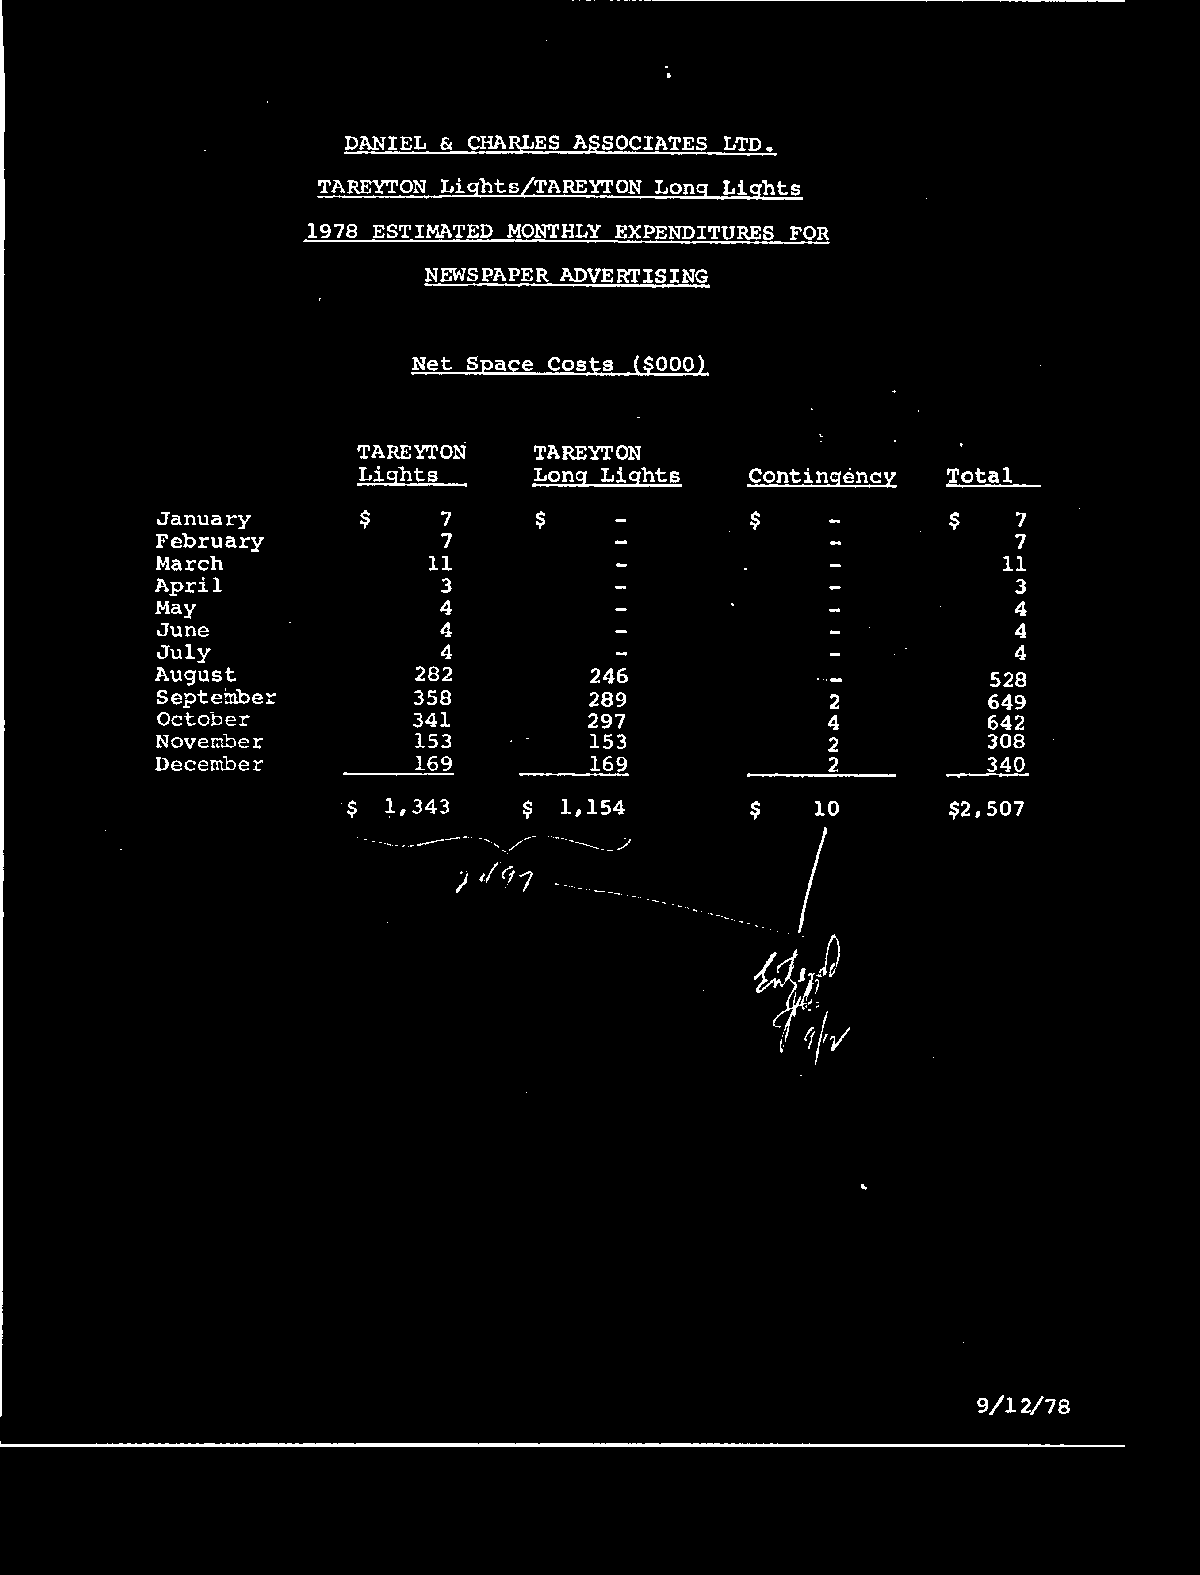 DANIEL & CHARLES ASSOCIATES LTD.
TAREYTON Lights/TAREYTON Long Lights
1978 ESTIMATED MONTHLY EXPENDITURES FOR
NEWSPAPER ADVERTISING
Net Space Costs ($000)
TAREYTON TAREYTON
Lights Long Lights Contingency Total
January $ 7 $ - $ - $ 7
February 7 - - 7
March 11 - - 11
April 3 - - 3
May 4 - - 4
June 4 - - 4
July 4 - - 4
August 282 246 - 528
September 358 289 2 649
October 341 297 4 642
November 153 153 2 308
December 169 169 2 340
$ 1,343 $ 1,154 $ 10 $2,507
2497
Entered
9/12
9/12/78